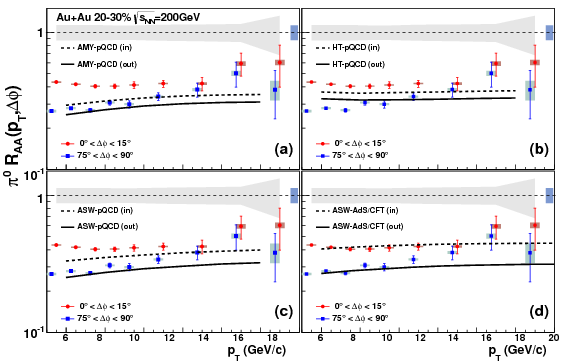 Au+Au 20-30% √sNN=200GeV
1
AMY-pQCD (in)
AMY-pQCD (out)
0° < Δϕ < 15°
75° < Δϕ < 90°
(a)
HT-pQCD (in)
HT-pQCD (out)
0° < Δϕ < 15°
75° < Δϕ < 90°
(b)
π0 RAA(pT,Δϕ)
10-1
1
ASW-pQCD (in)
ASW-pQCD (out)
0° < Δϕ < 15°
75° < Δϕ < 90°
(c)
ASW-AdS/CFT (in)
ASW-AdS/CFT (out)
0° < Δϕ < 15°
75° < Δϕ < 90°
(d)
10-1
6 8 10 12 14 16 18 6 8 10 12 14 16 18 20
pT (GeV/c) pT (GeV/c)